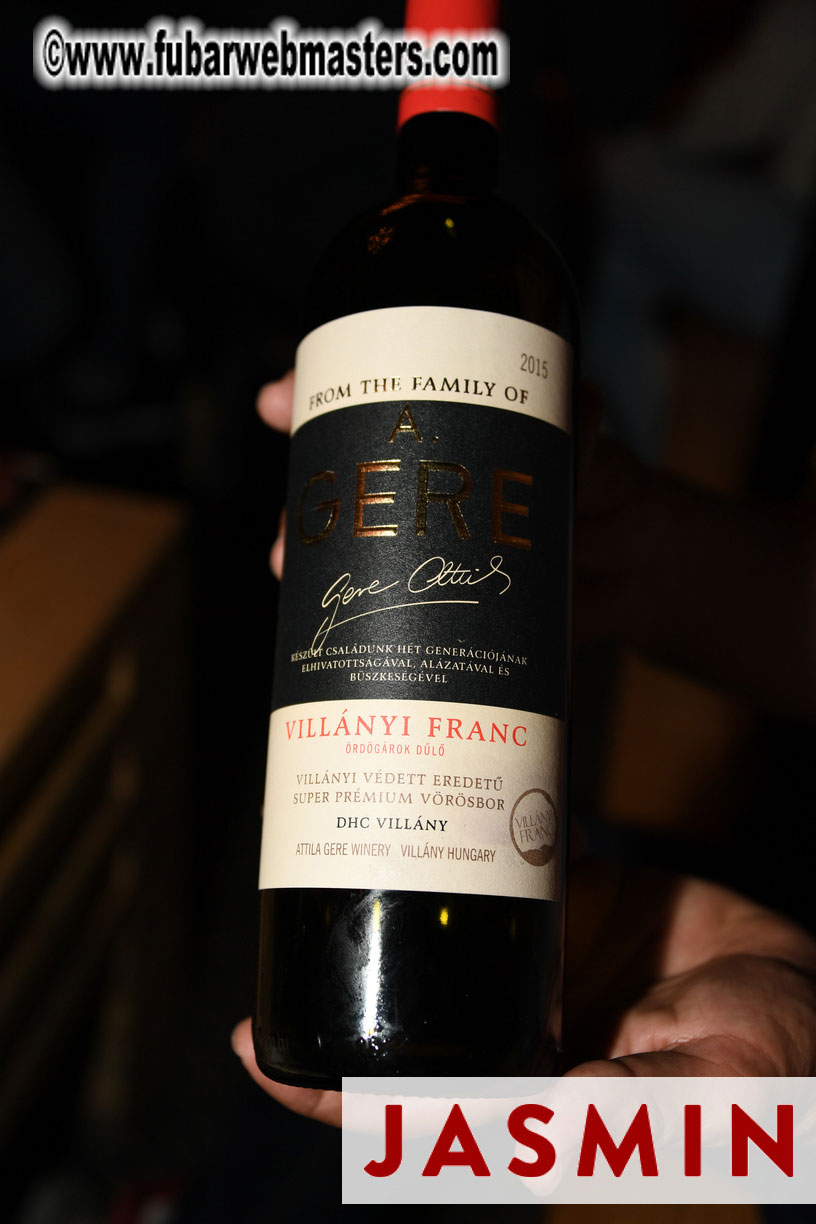 ©www.fubarwebmasters.com
2015
FROM THE FAMILY OF
A.
GERE
Gere Attila
KÉSZÜLT CSALÁDUNK HÉT GENERÁCIÓJÁNAK
ELHIVATOTTSÁGÁVAL, ALÁZATÁVAL ÉS
BÜSZKESÉGÉVEL
VILLÁNYI FRANC
ÖRDÖGÁROK DŰLŐ
VILLÁNYI VÉDETT EREDETŰ
SUPER PRÉMIUM VÖRÖSBOR
DHC VILLÁNY
ATTILA GERE WINERY VILLÁNY HUNGARY
VILLÁNYI
FRANC
JASMIN